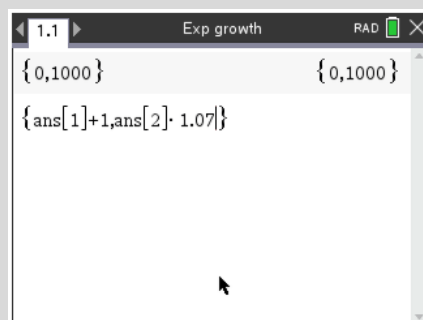 1.1 Exp growth RAD
{0,1000} {0,1000}
{ans[1]+1,ans[2]· 1.07}